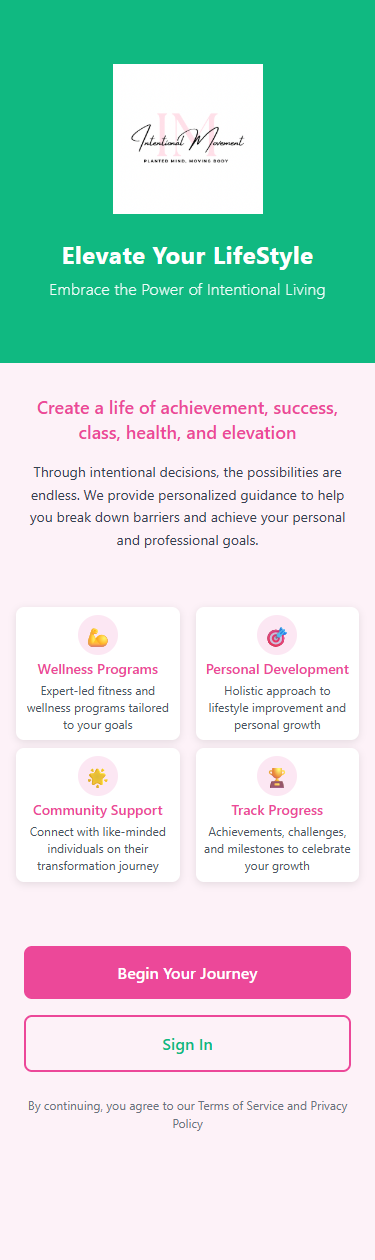 IM
Intentional Movement
PLANTED MIND, MOVING BODY
Elevate Your LifeStyle
Embrace the Power of Intentional Living
Create a life of achievement, success,
class, health, and elevation
Through intentional decisions, the possibilities are
endless. We provide personalized guidance to help
you break down barriers and achieve your personal
and professional goals.
Wellness Programs
Expert-led fitness and
wellness programs tailored
to your goals
Personal Development
Holistic approach to
lifestyle improvement and
personal growth
Community Support
Connect with like-minded
individuals on their
transformation journey
Track Progress
Achievements, challenges,
and milestones to celebrate
your growth
Begin Your Journey
Sign In
By continuing, you agree to our Terms of Service and Privacy
Policy